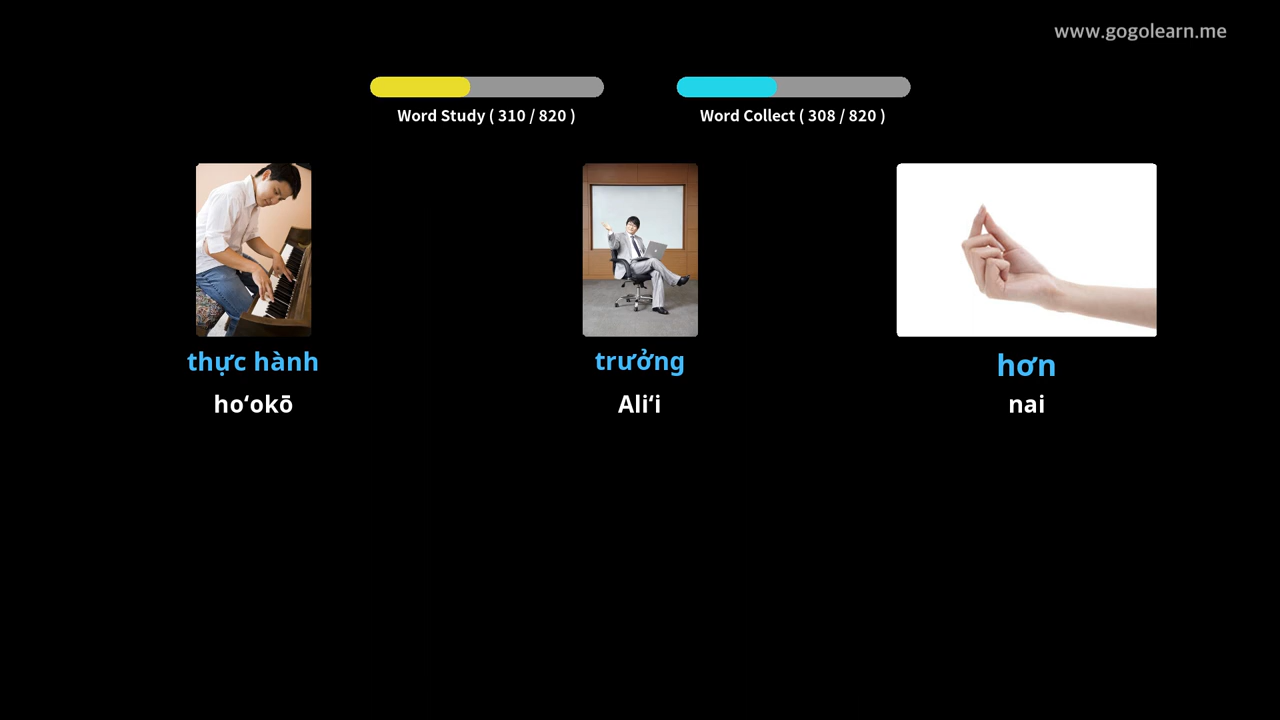 www.gogolearn.me
Word Study ( 310 / 820 )
Word Collect ( 308 / 820 )
thực hành
trưởng
hơn
hoʻokō
Aliʻi
nai